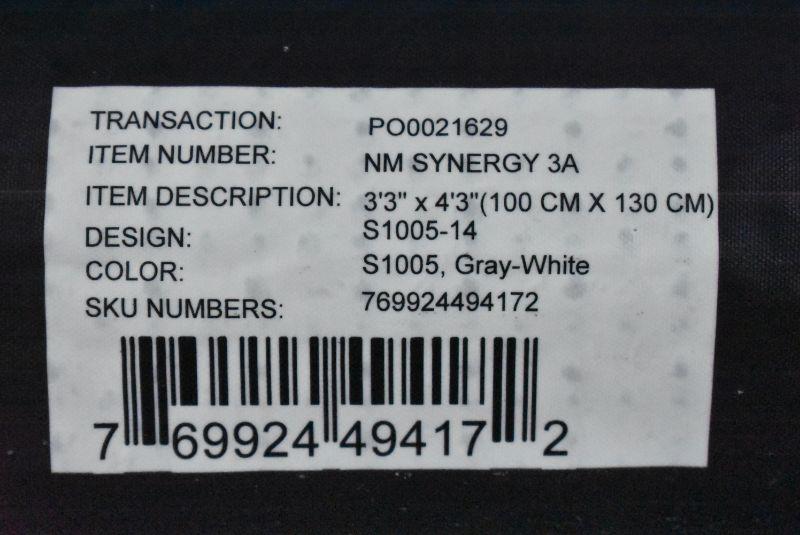 TRANSACTION: PO0021629
ITEM NUMBER: NM SYNERGY 3A
ITEM DESCRIPTION: 3'3" x 4'3"(100 CM X 130 CM)
DESIGN: S1005-14
COLOR: S1005, Gray-White
SKU NUMBERS: 769924494172
7 69924 49417 2